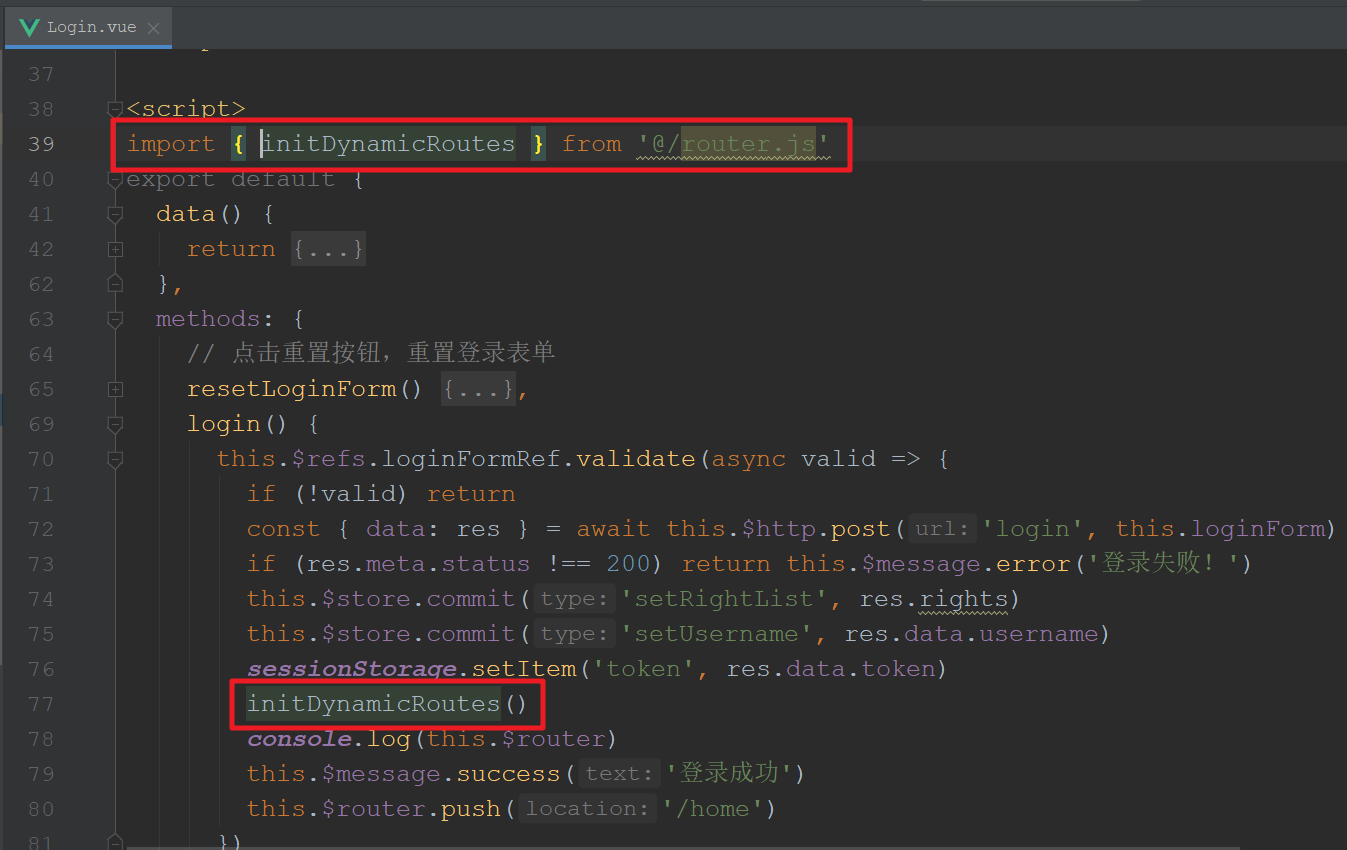 Login.vue
37
38 <script>
39 import { initDynamicRoutes } from '@/router.js'
40 export default {
41 data() {
42 return {...}
62 },
63 methods: {
64 // 点击重置按钮，重置登录表单
65 resetLoginForm() {...},
69 login() {
70 this.$refs.loginFormRef.validate(async valid => {
71 if (!valid) return
72 const { data: res } = await this.$http.post( url: 'login', this.loginForm)
73 if (res.meta.status !== 200) return this.$message.error('登录失败！')
74 this.$store.commit( type: 'setRightList', res.rights)
75 this.$store.commit( type: 'setUsername', res.data.username)
76 sessionStorage.setItem('token', res.data.token)
77 initDynamicRoutes()
78 console.log(this.$router)
79 this.$message.success( text: '登录成功')
80 this.$router.push( location: '/home')
81 })